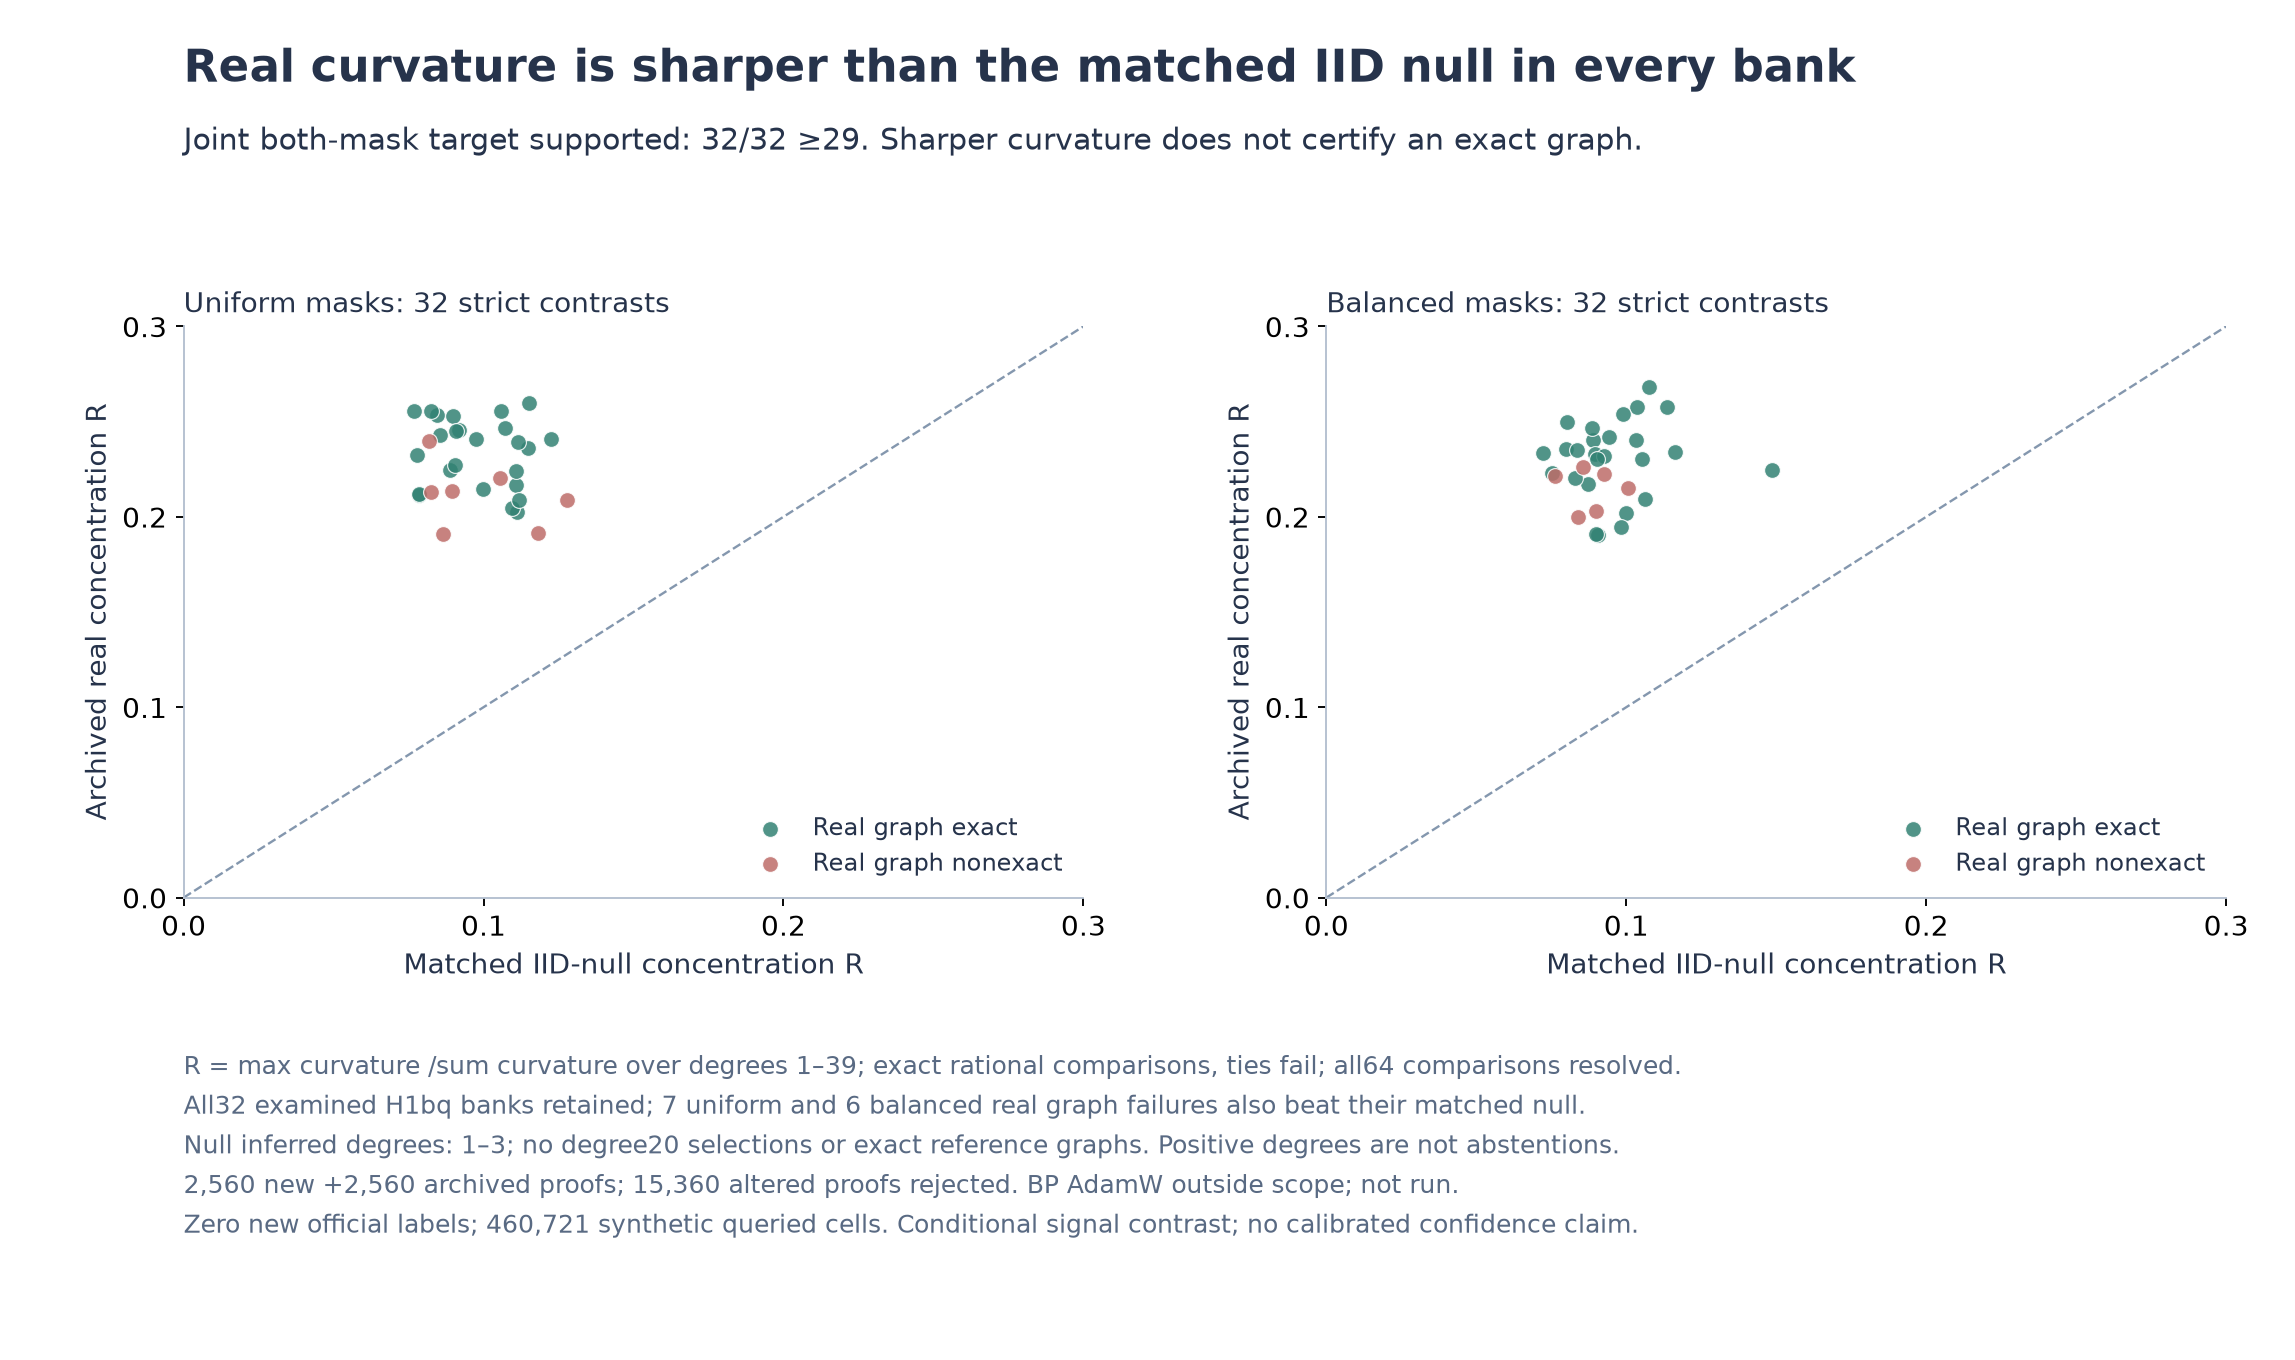 Real curvature is sharper than the matched IID null in every bank
Joint both-mask target supported: 32/32 ≥29. Sharper curvature does not certify an exact graph.
Uniform masks: 32 strict contrasts
0.3
0.2
0.1
0.0
Archived real concentration R
Real graph exact
Real graph nonexact
0.0 0.1 0.2 0.3
Matched IID-null concentration R
Balanced masks: 32 strict contrasts
0.3
0.2
0.1
0.0
Archived real concentration R
Real graph exact
Real graph nonexact
0.0 0.1 0.2 0.3
Matched IID-null concentration R
R = max curvature /sum curvature over degrees 1–39; exact rational comparisons, ties fail; all64 comparisons resolved.
All32 examined H1bq banks retained; 7 uniform and 6 balanced real graph failures also beat their matched null.
Null inferred degrees: 1–3; no degree20 selections or exact reference graphs. Positive degrees are not abstentions.
2,560 new +2,560 archived proofs; 15,360 altered proofs rejected. BP AdamW outside scope; not run.
Zero new official labels; 460,721 synthetic queried cells. Conditional signal contrast; no calibrated confidence claim.